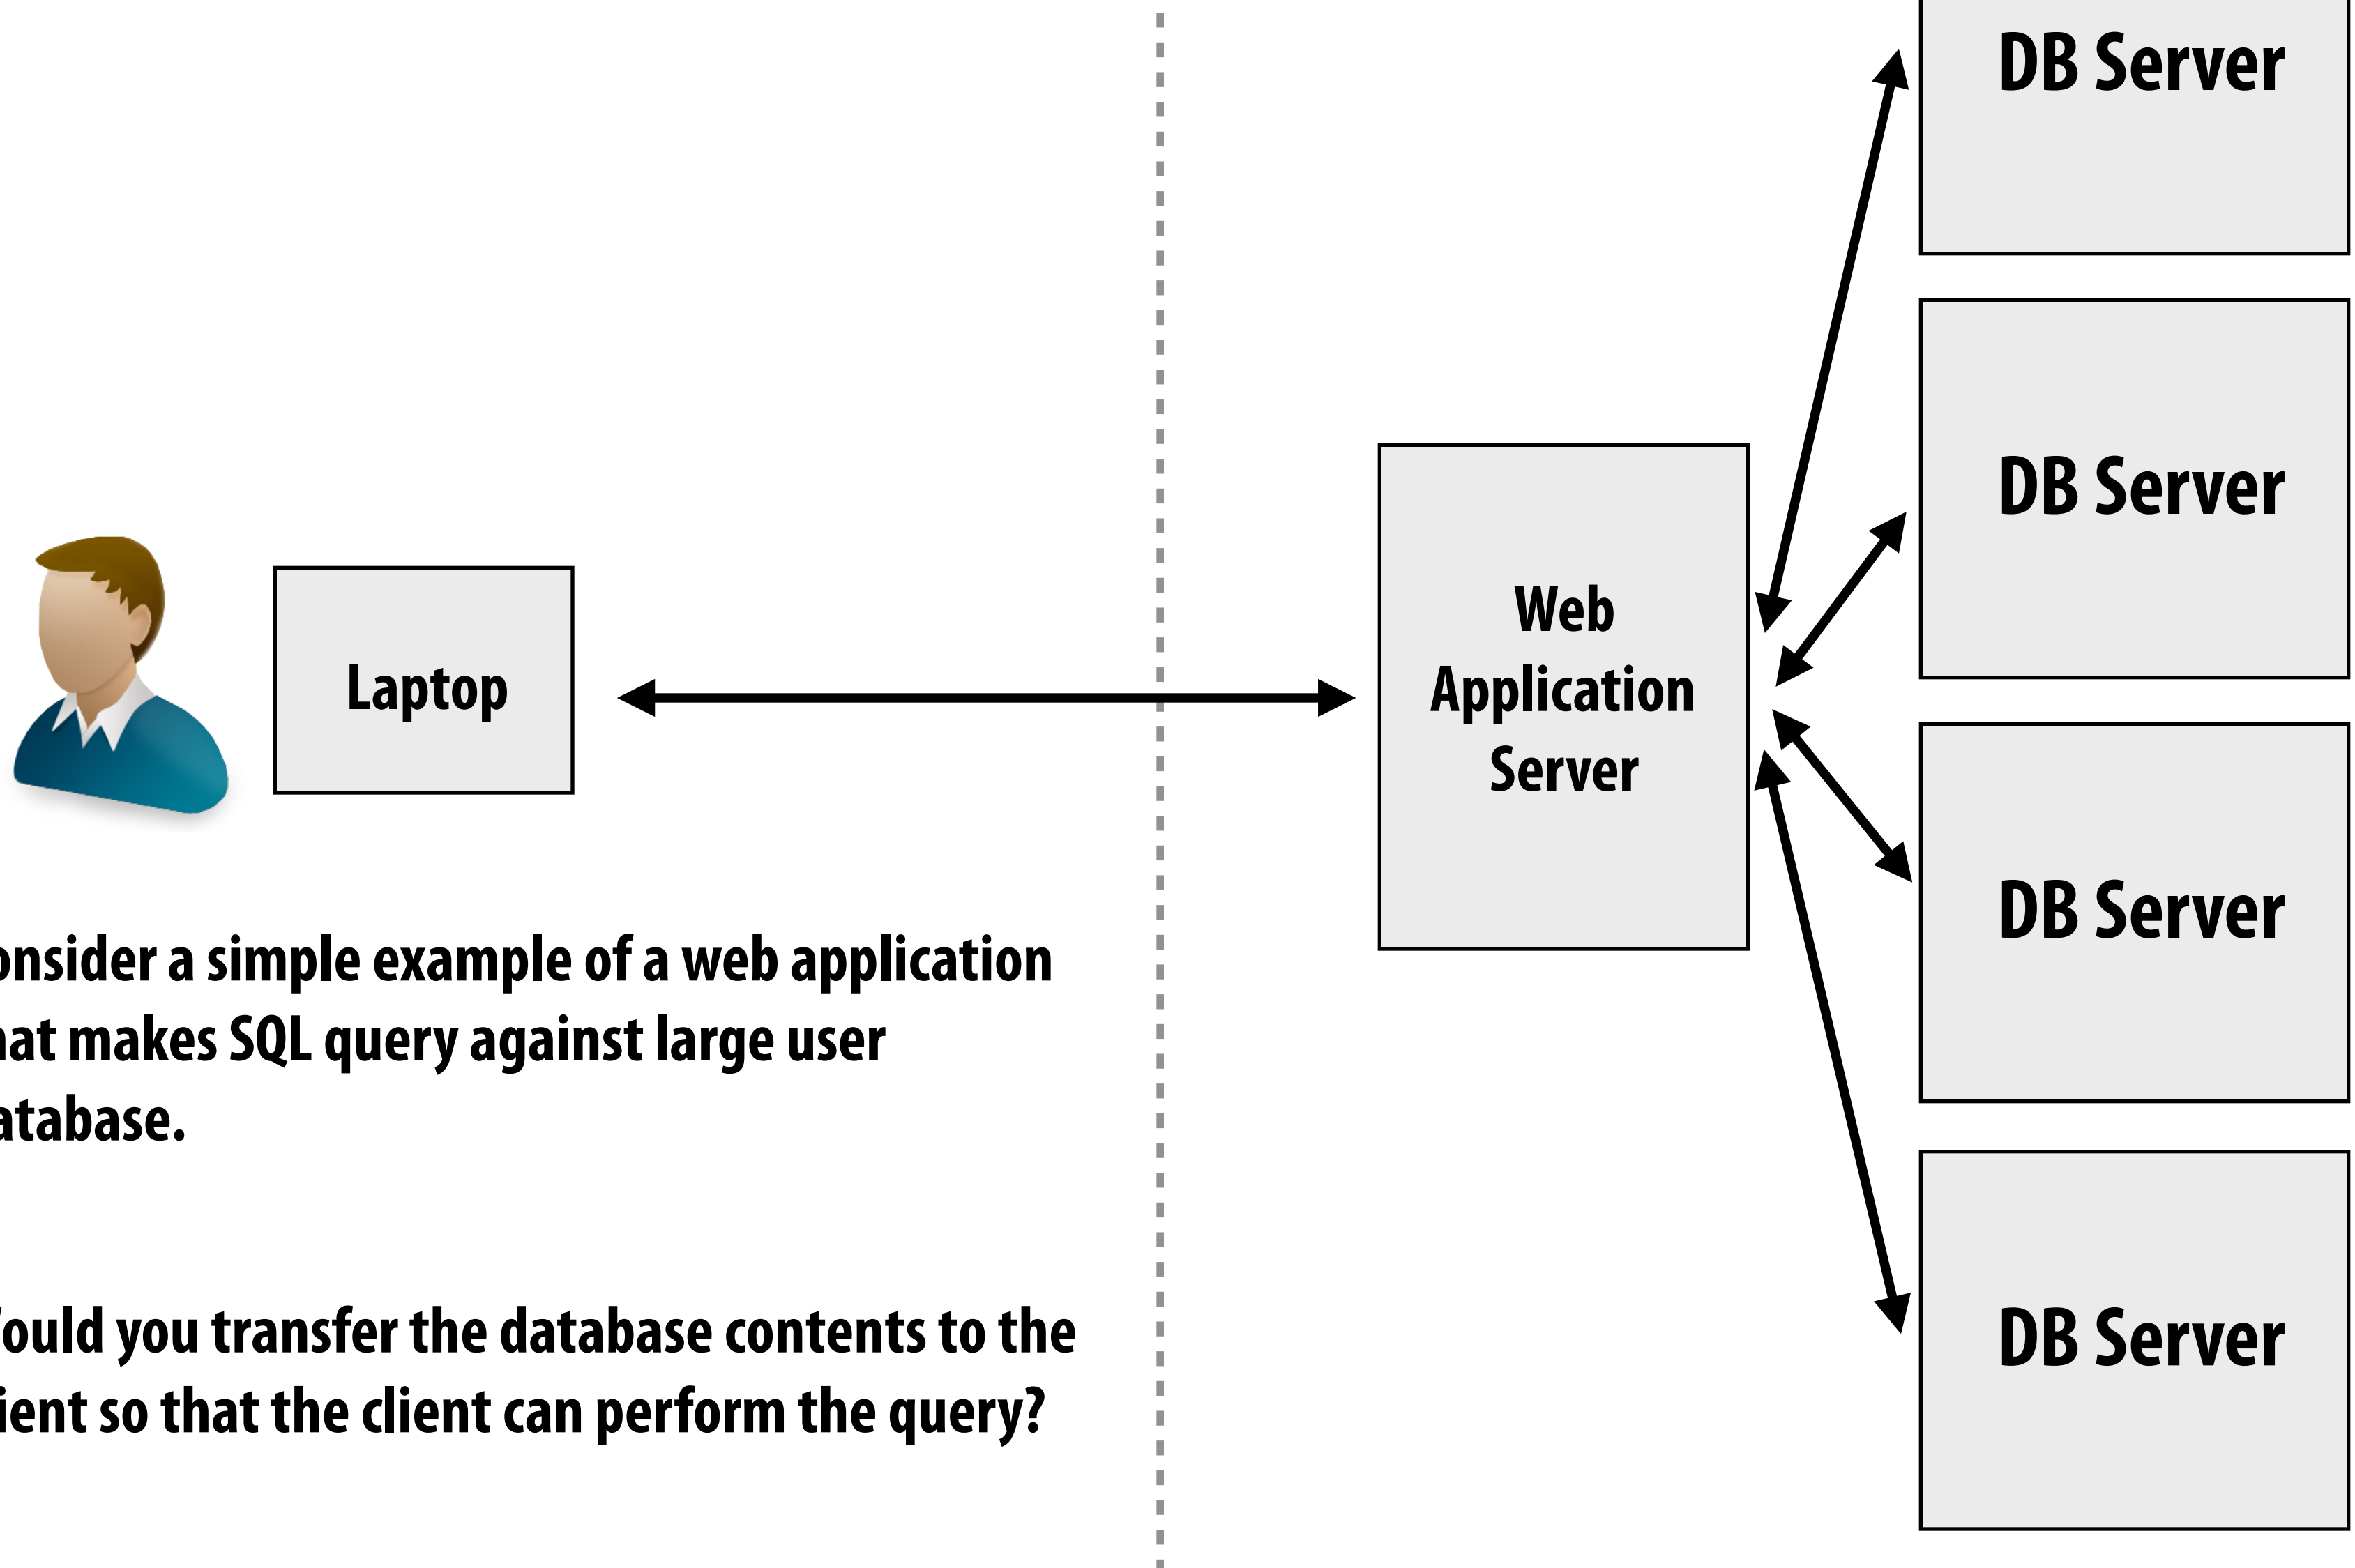 DB Server
DB Server
Web
Application
Server
Laptop
DB Server
onsider a simple example of a web application
at makes SQL query against large user
atabase.
DB Server
ould you transfer the database contents to the
ient so that the client can perform the query?